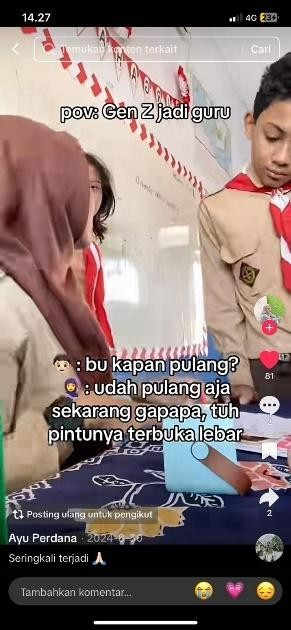 14.27
4G 23
Temukan konten terkait
Cari
pov: Gen Z jadi guru
👦🏻 : bu kapan pulang?
🧕 : udah pulang aja
sekarang gapapa, tuh
pintunya terbuka lebar
81
2
2
Posting ulang untuk pengikut
Ayu Perdana · 2024-8-30
Seringkali terjadi 🙏🏻
Tambahkan komentar...